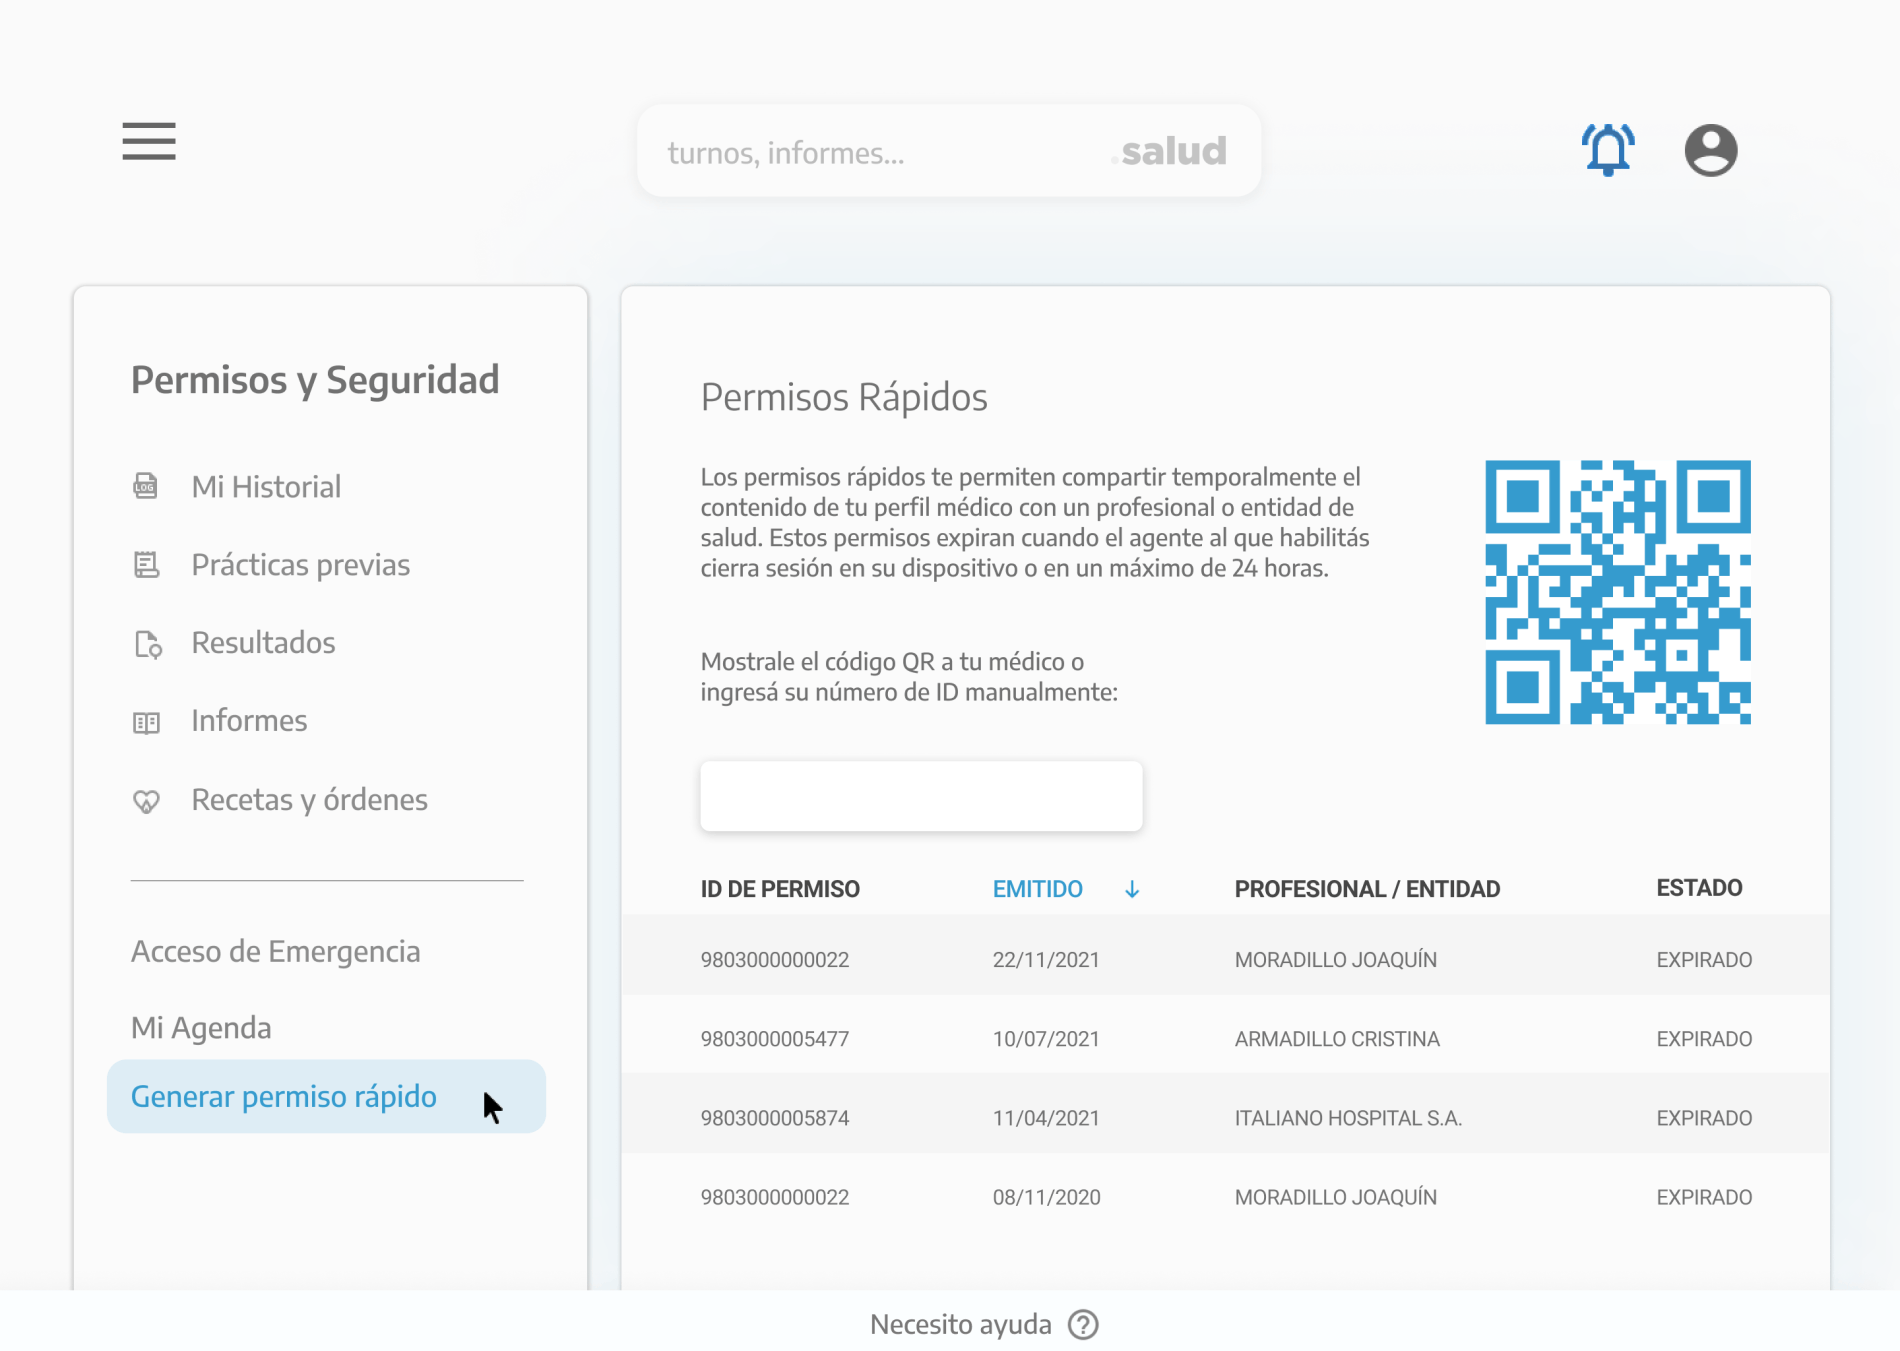 turnos, informes...
.salud
Permisos y Seguridad
LOG
Mi Historial
Prácticas previas
Resultados
Informes
Recetas y órdenes
Acceso de Emergencia
Mi Agenda
Generar permiso rápido
Permisos Rápidos
Los permisos rápidos te permiten compartir temporalmente el
contenido de tu perfil médico con un profesional o entidad de
salud. Estos permisos expiran cuando el agente al que habilitás
cierra sesión en su dispositivo o en un máximo de 24 horas.
Mostrale el código QR a tu médico o
ingresá su número de ID manualmente:
ID DE PERMISO EMITIDO ↓ PROFESIONAL / ENTIDAD ESTADO
9803000000022 22/11/2021 MORADILLO JOAQUÍN EXPIRADO
9803000005477 10/07/2021 ARMADILLO CRISTINA EXPIRADO
9803000005874 11/04/2021 ITALIANO HOSPITAL S.A. EXPIRADO
9803000000022 08/11/2020 MORADILLO JOAQUÍN EXPIRADO
Necesito ayuda ?